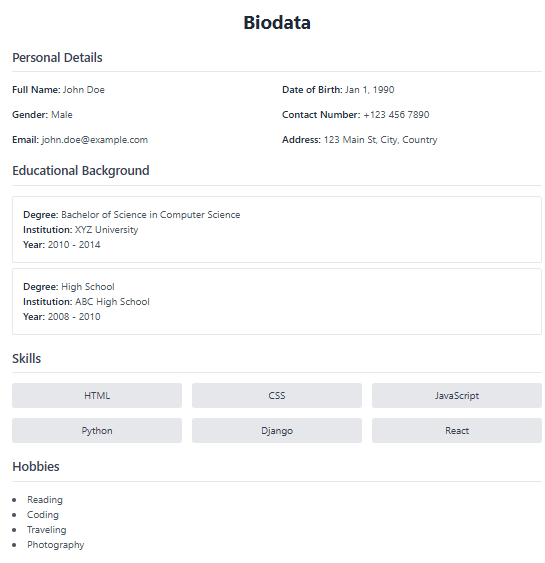 Biodata
Personal Details
Full Name: John Doe
Date of Birth: Jan 1, 1990
Gender: Male
Contact Number: +123 456 7890
Email: john.doe@example.com
Address: 123 Main St, City, Country
Educational Background
Degree: Bachelor of Science in Computer Science
Institution: XYZ University
Year: 2010 - 2014
Degree: High School
Institution: ABC High School
Year: 2008 - 2010
Skills
HTML
CSS
JavaScript
Python
Django
React
Hobbies
Reading
Coding
Traveling
Photography